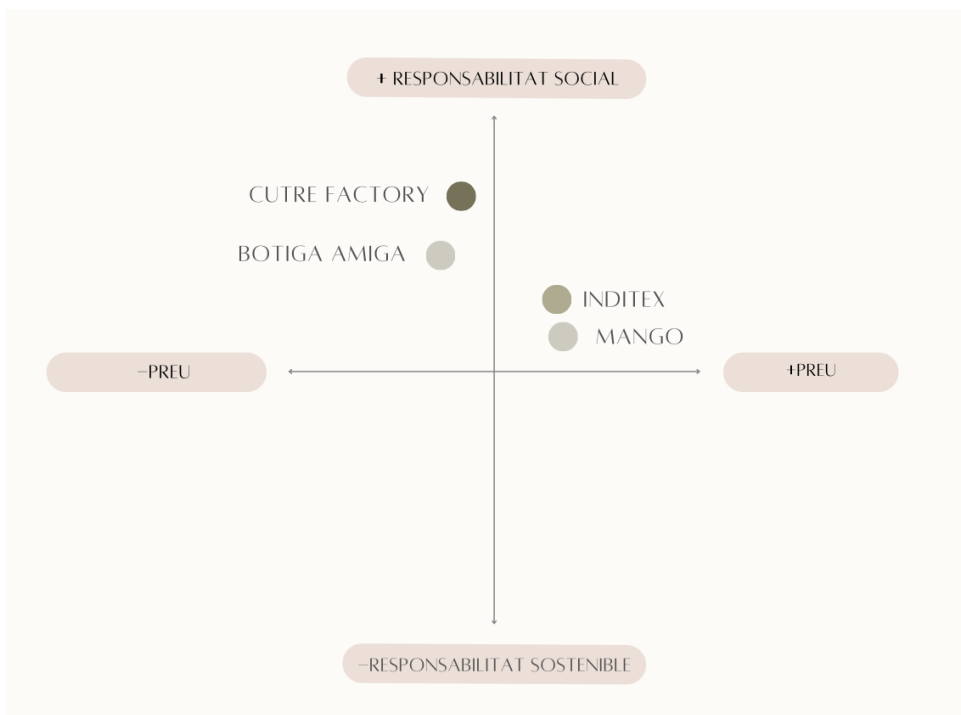 + RESPONSABILITAT SOCIAL
CUTRE FACTORY
BOTIGA AMIGA
INDITEX
MANGO
–PREU
+PREU
–RESPONSABILITAT SOSTENIBLE